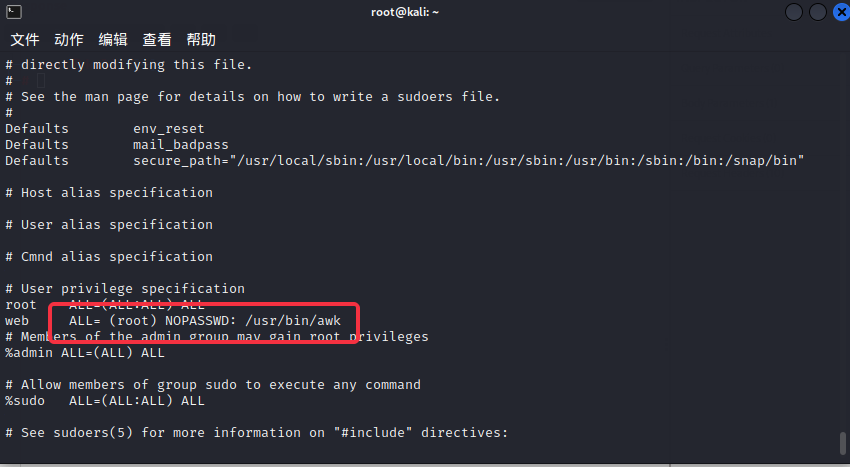 root@kali: ~
文件 动作 编辑 查看 帮助
# directly modifying this file.
#
# See the man page for details on how to write a sudoers file.
#
Defaults        env_reset
Defaults        mail_badpass
Defaults        secure_path="/usr/local/sbin:/usr/local/bin:/usr/sbin:/usr/bin:/sbin:/bin:/snap/bin"
# Host alias specification
# User alias specification
# Cmnd alias specification
# User privilege specification
root    ALL=(ALL:ALL) ALL
web     ALL= (root) NOPASSWD: /usr/bin/awk
# Members of the admin group may gain root privileges
%admin ALL=(ALL) ALL
# Allow members of group sudo to execute any command
%sudo   ALL=(ALL:ALL) ALL
# See sudoers(5) for more information on "#include" directives: